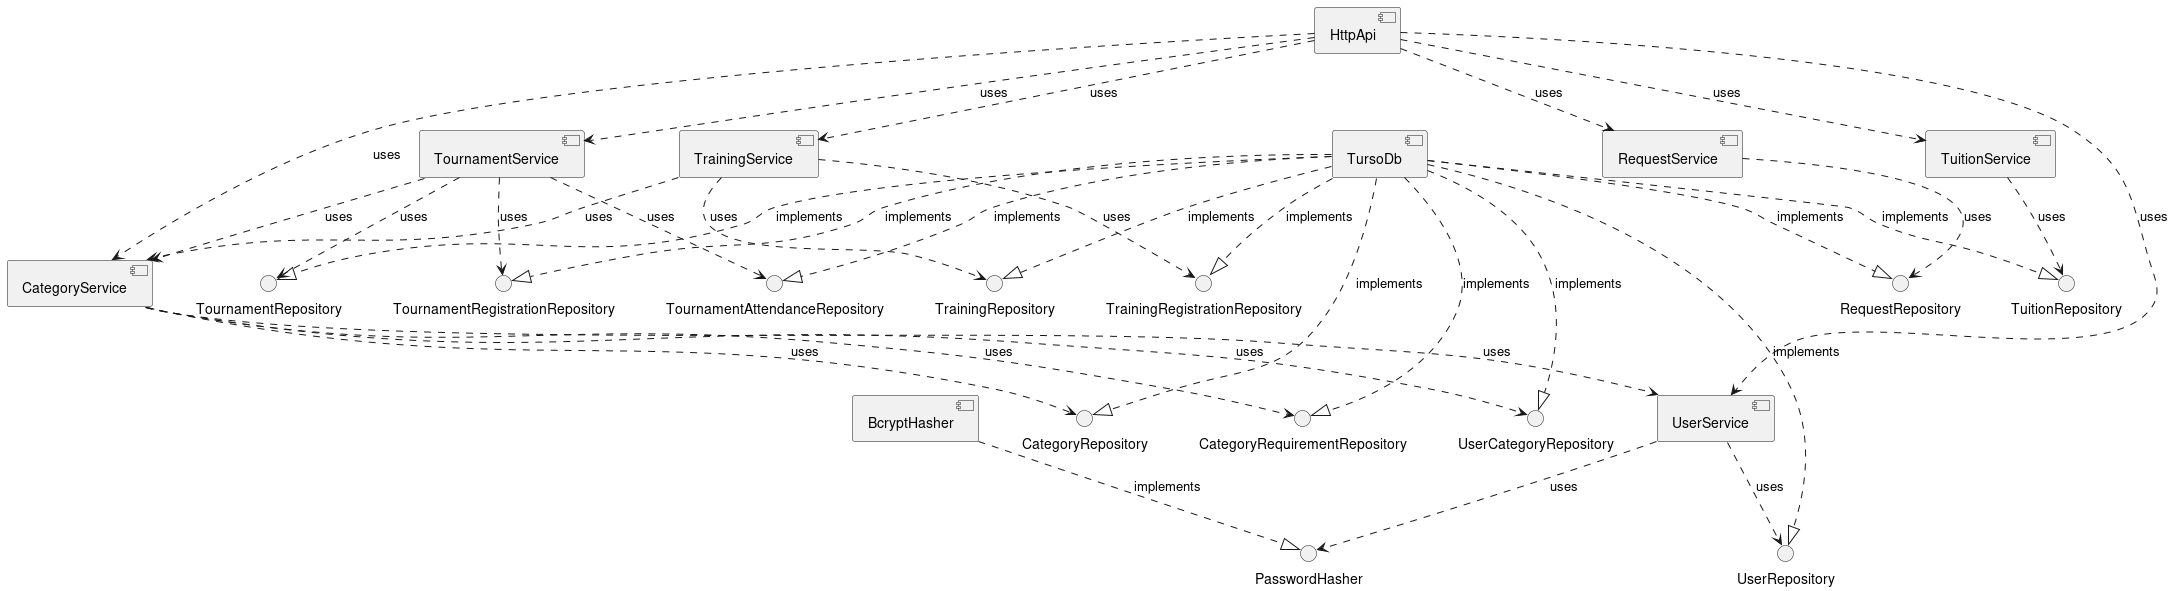 HttpApi
uses
uses
uses
uses
TournamentService
TrainingService
TursoDb
RequestService
TuitionService
uses
uses
uses
uses
uses
uses
uses
implements
implements
implements
uses
implements
implements
implements
uses
implements
uses
uses
CategoryService
TournamentRepository
TournamentRegistrationRepository
TournamentAttendanceRepository
TrainingRepository
TrainingRegistrationRepository
implements
implements
implements
RequestRepository
TuitionRepository
uses
uses
uses
uses
implements
BcryptHasher
CategoryRepository
CategoryRequirementRepository
UserCategoryRepository
UserService
implements
uses
uses
PasswordHasher
UserRepository